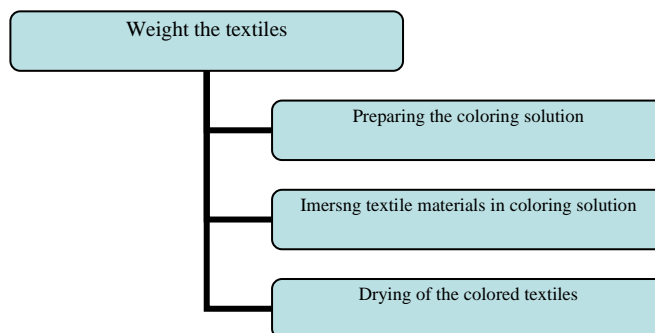 Weight the textiles
Preparing the coloring solution
Imersng textile materials in coloring solution
Drying of the colored textiles